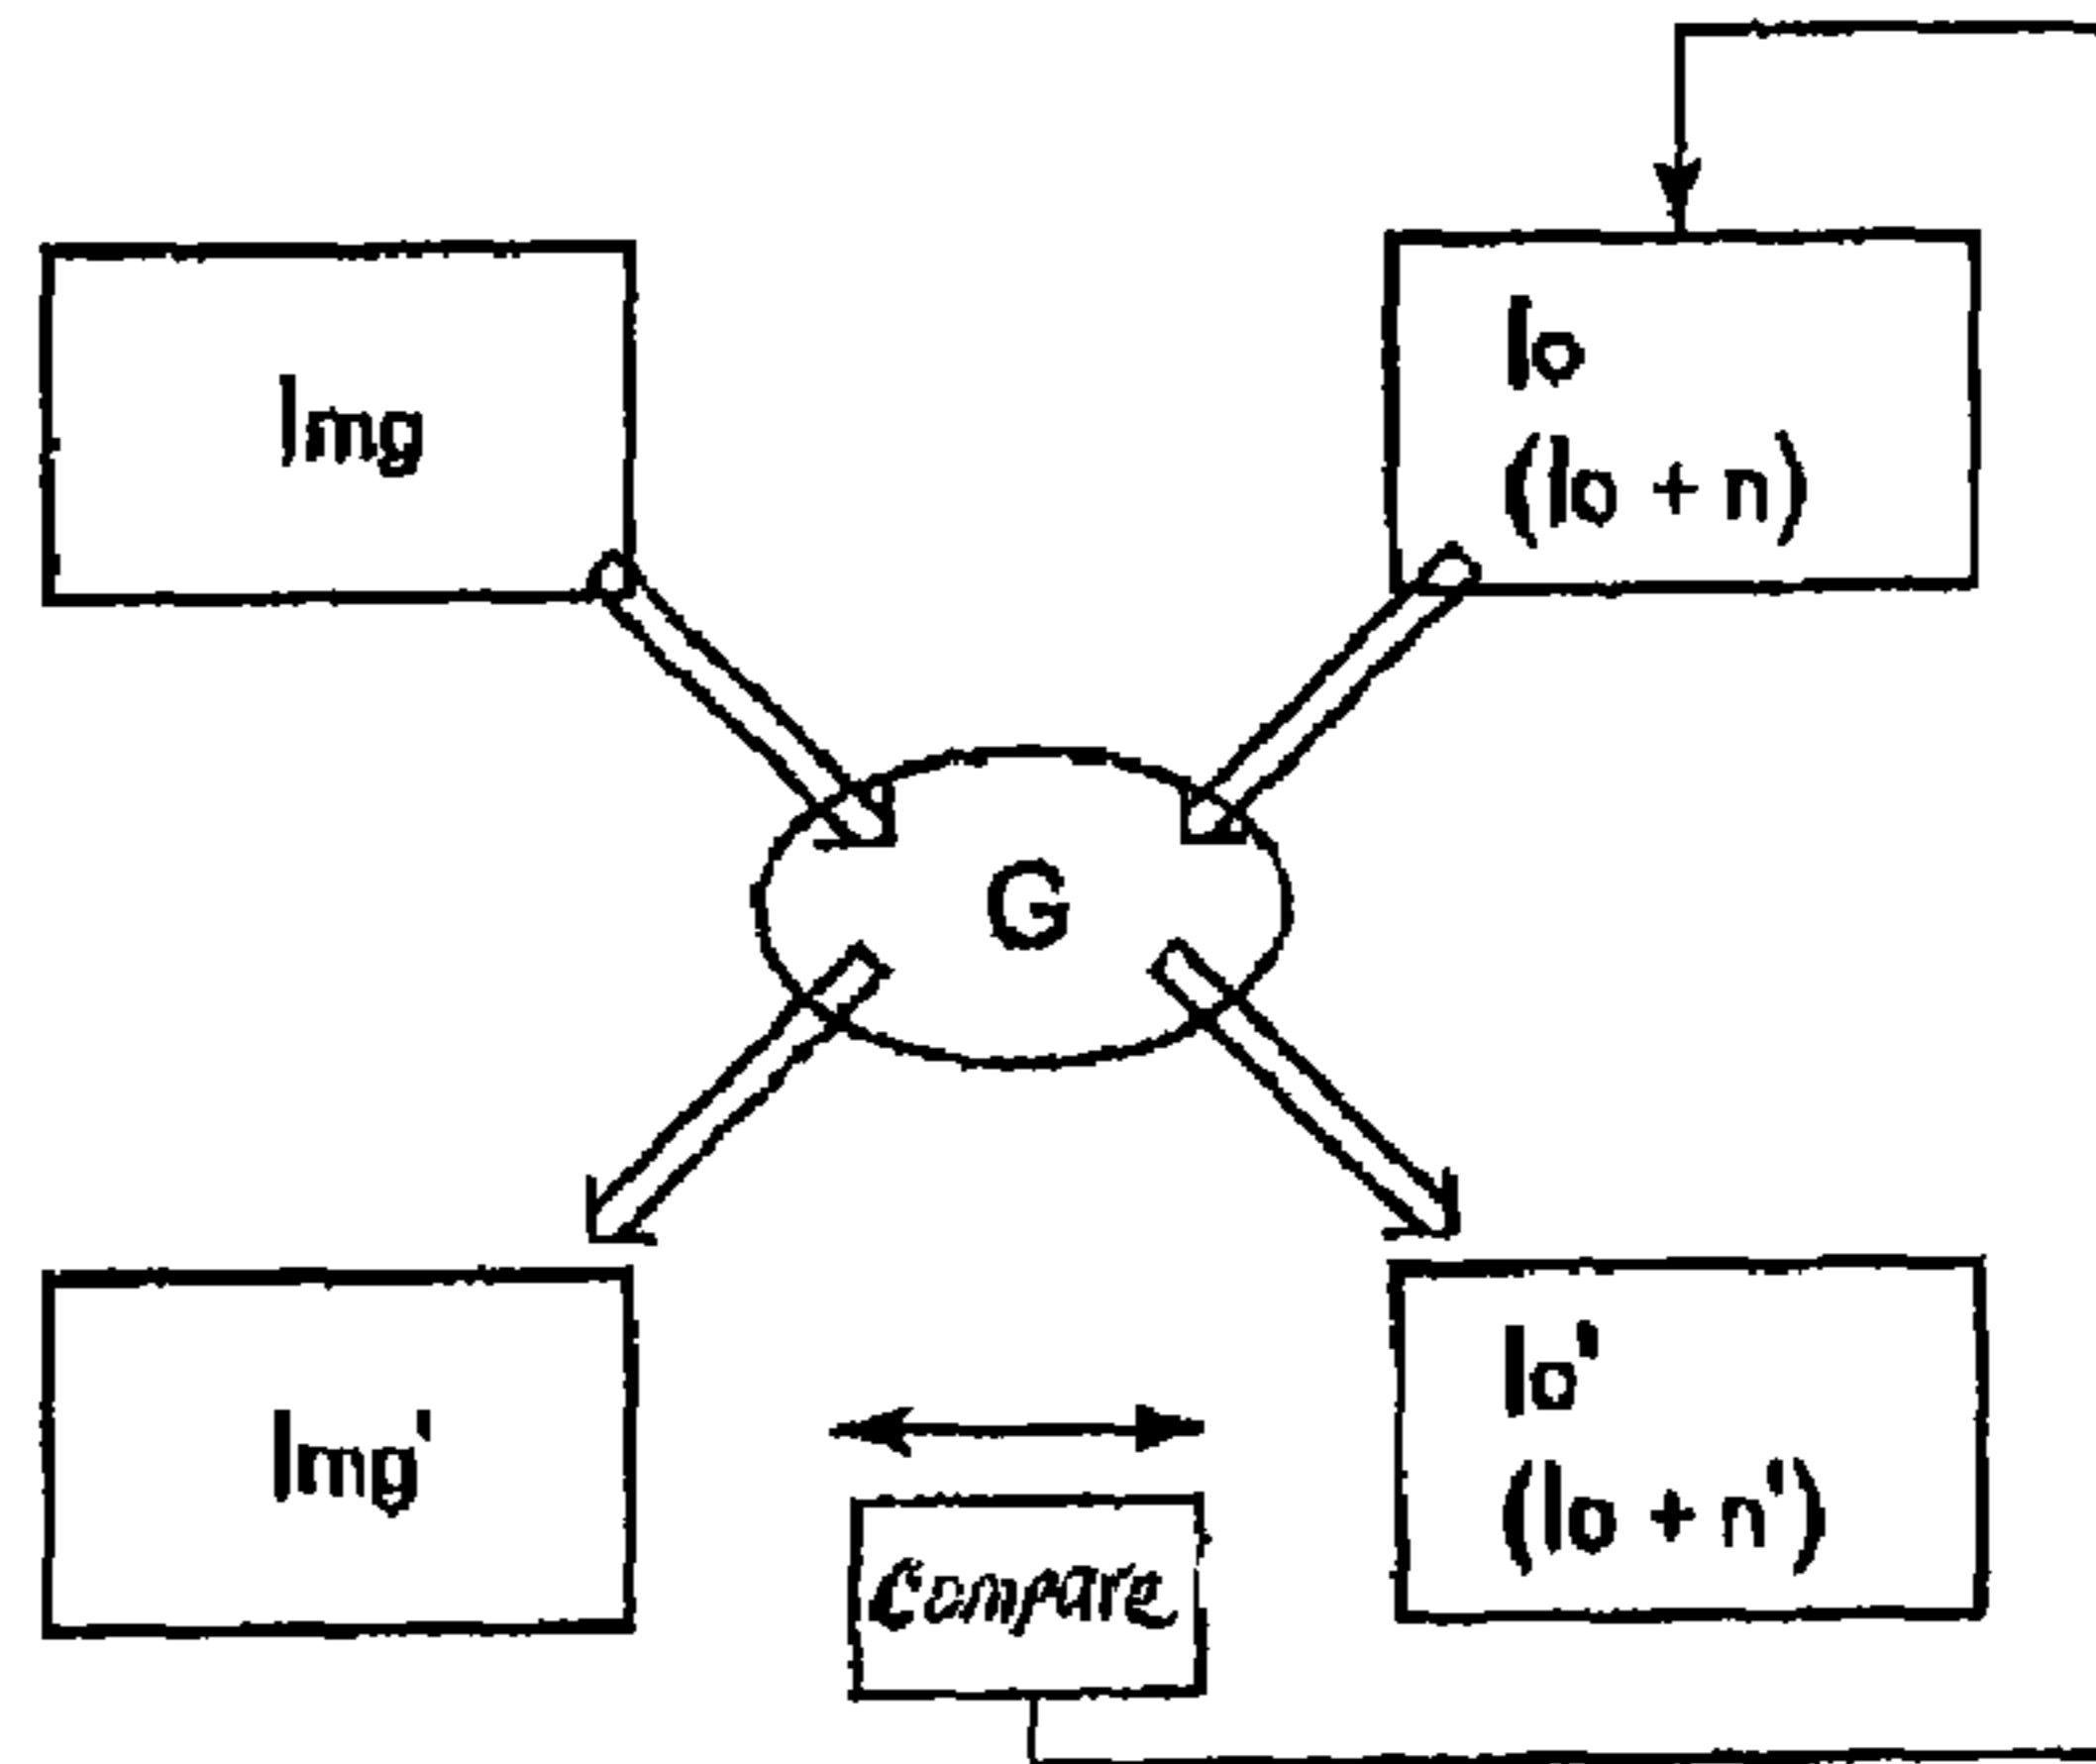 Img
Io
(Io + n)
G
Img'
Io'
(Io + n')
Compare